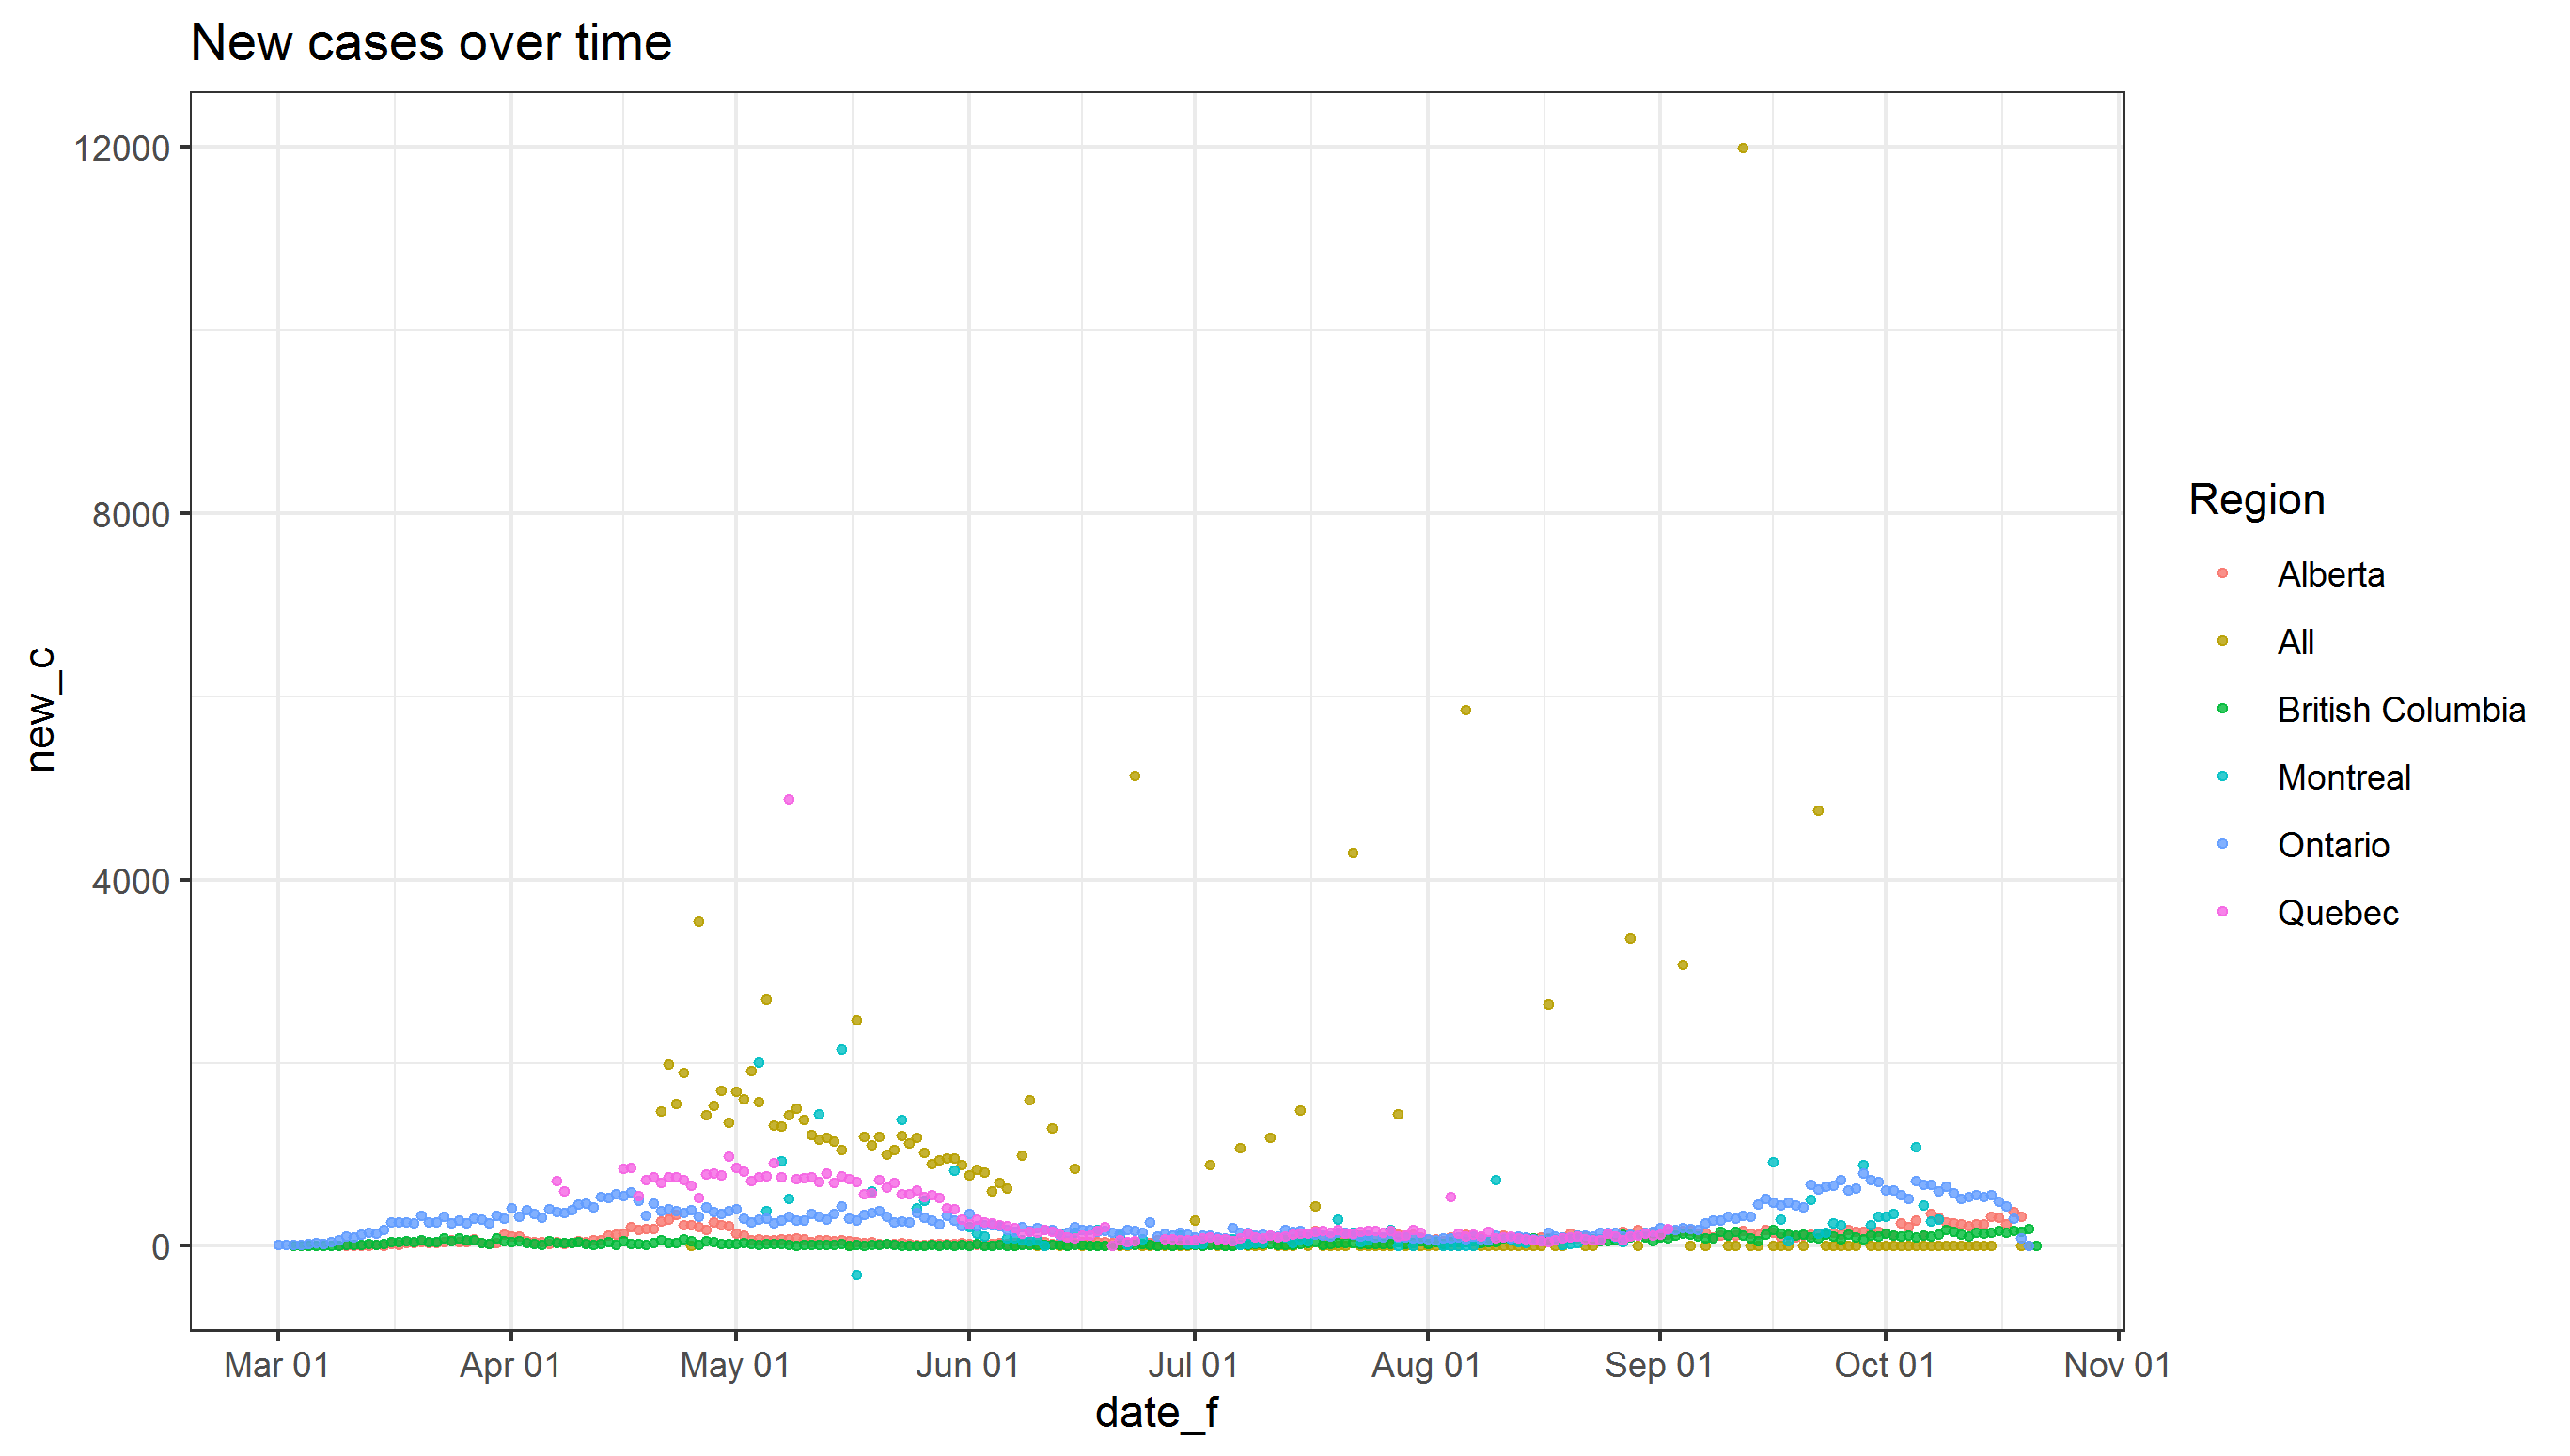 New cases over time
12000
8000
4000
0
new_c
Mar 01
Apr 01
May 01
Jun 01
Jul 01
Aug 01
Sep 01
Oct 01
Nov 01
date_f
Region
Alberta
All
British Columbia
Montreal
Ontario
Quebec